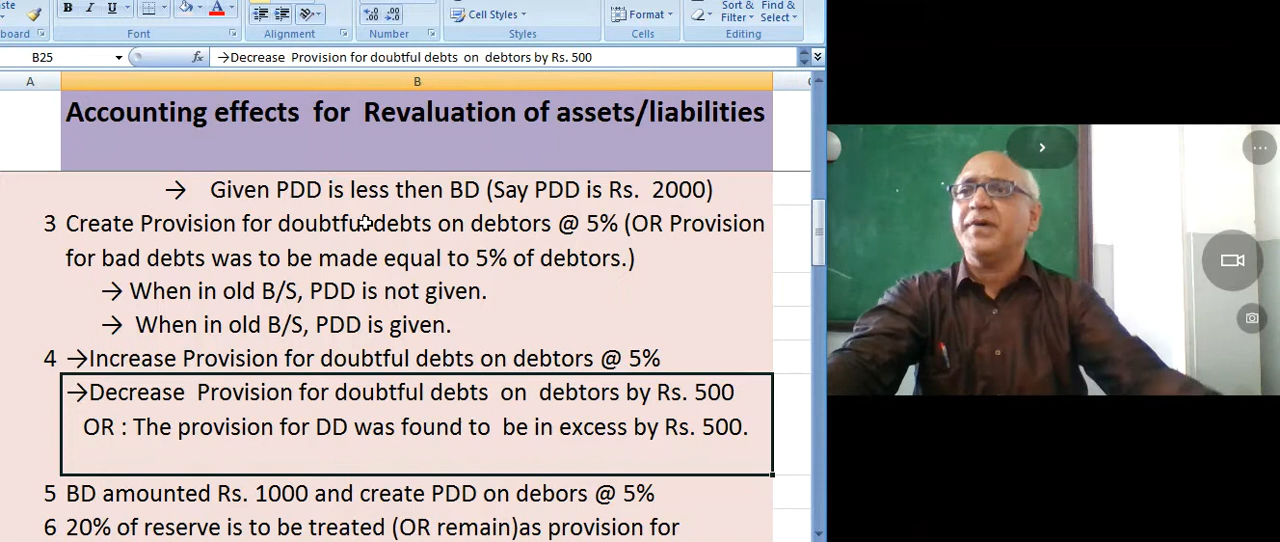 B I U A
Cell Styles
Format
Sort &
Find &
Filter
Select
board
Font
Alignment
Number
Styles
Cells
Editing
B25
fx
→Decrease Provision for doubtful debts on debtors by Rs. 500
A
B
Accounting effects for Revaluation of assets/liabilities
→ Given PDD is less then BD (Say PDD is Rs. 2000)
3 Create Provision for doubtful debts on debtors @ 5% (OR Provision
for bad debts was to be made equal to 5% of debtors.)
→ When in old B/S, PDD is not given.
→ When in old B/S, PDD is given.
4 →Increase Provision for doubtful debts on debtors @ 5%
→Decrease Provision for doubtful debts on debtors by Rs. 500
OR : The provision for DD was found to be in excess by Rs. 500.
5 BD amounted Rs. 1000 and create PDD on debors @ 5%
6 20% of reserve is to be treated (OR remain)as provision for